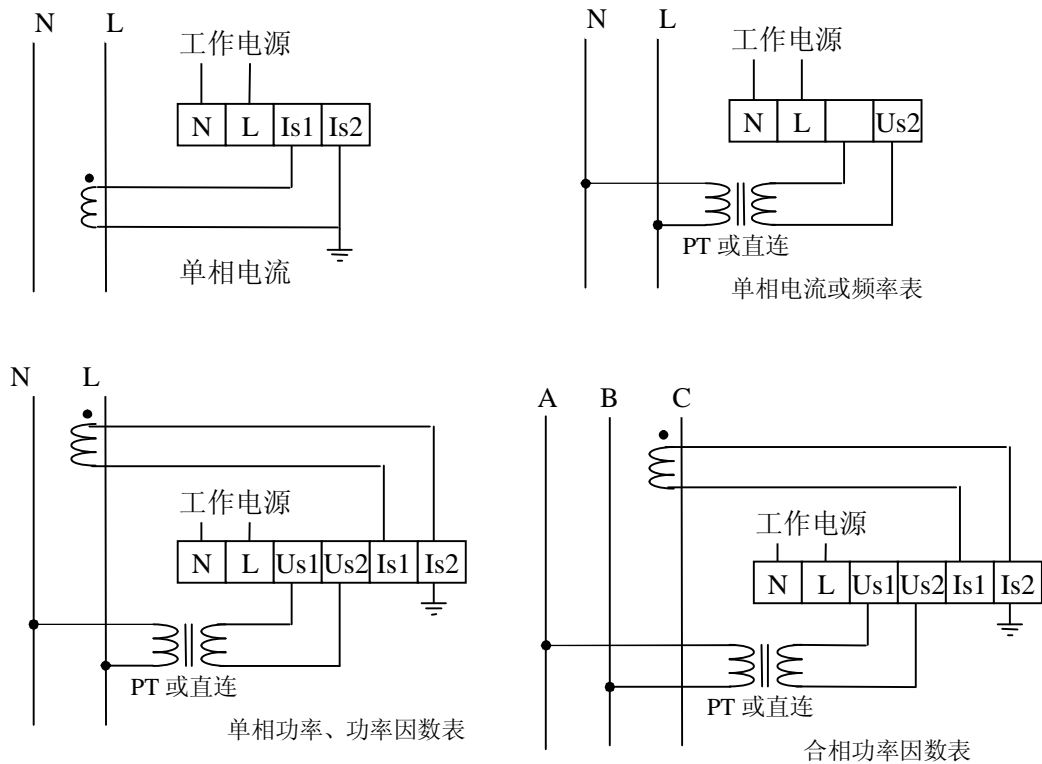 N L
工作电源
N L Is1 Is2
单相电流
N L
工作电源
N L Us2
PT 或直连
单相电流或频率表
N L
工作电源
N L Us1 Us2 Is1 Is2
PT 或直连
单相功率、功率因数表
A B C
工作电源
N L Us1 Us2 Is1 Is2
PT 或直连
合相功率因数表